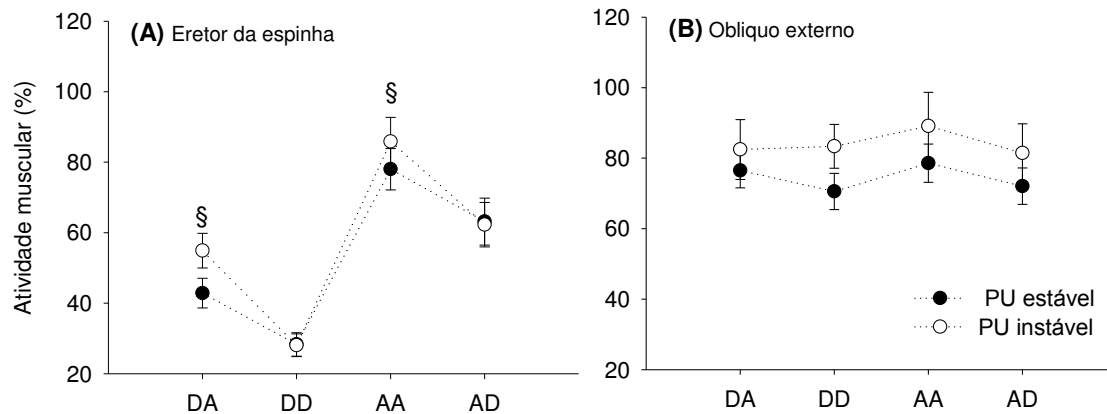 (A) Eretor da espinha
Atividade muscular (%)
120
100
80
60
40
20
§
§
DA DD AA AD
(B) Obliquo externo
120
100
80
60
40
20
PU estável
PU instável
DA DD AA AD